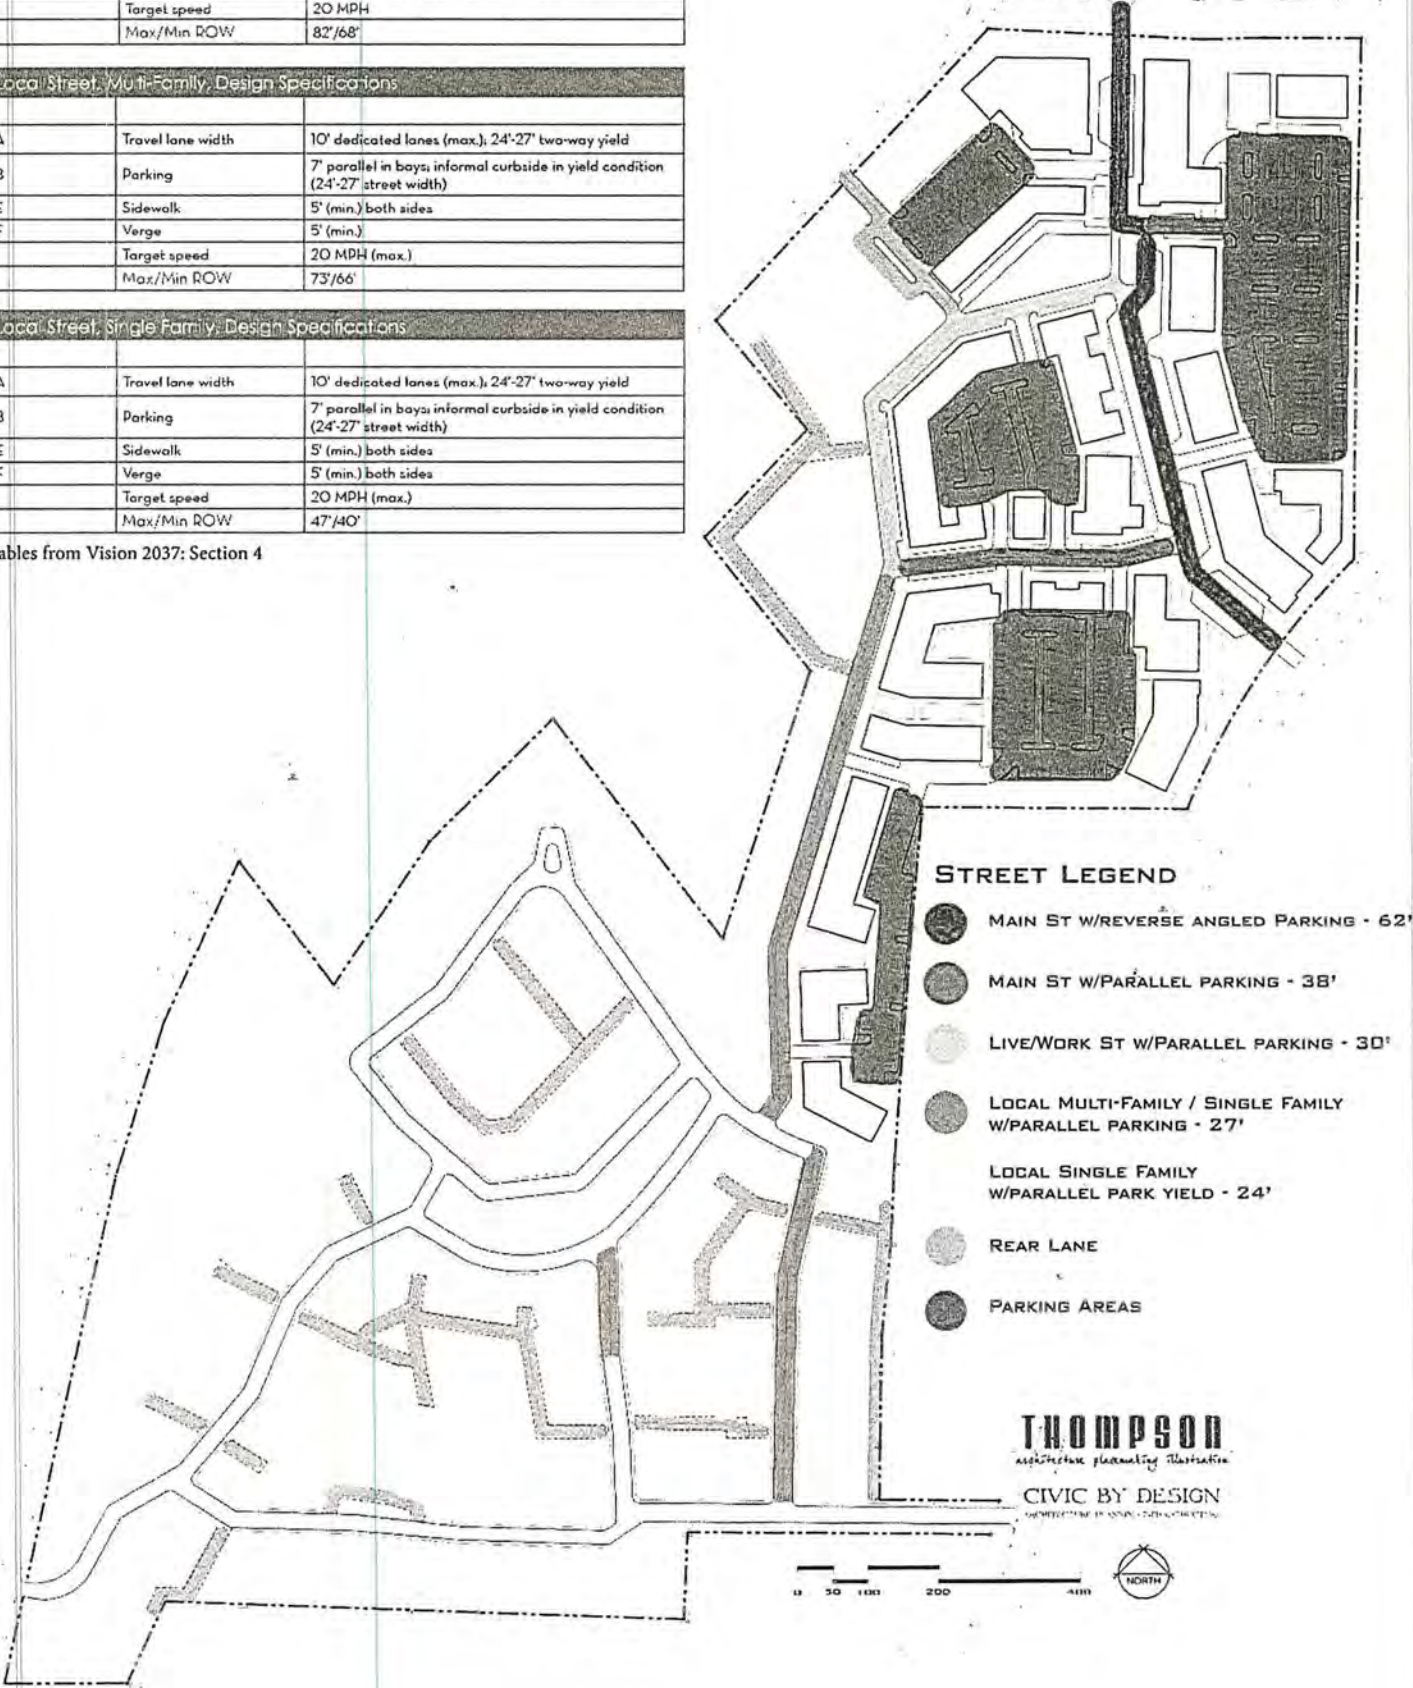 Target speed 20 MPH
Max/Min ROW 82'/68'
Local Street, Multi-Family, Design Specifications
A Travel lane width 10' dedicated lanes (max.); 24'-27' two-way yield
B Parking 7' parallel in bays; informal curbside in yield condition
(24'-27' street width)
E Sidewalk 5' (min.) both sides
F Verge 5' (min.)
Target speed 20 MPH (max.)
Max/Min ROW 73'/66'
Local Street, Single Family, Design Specifications
A Travel lane width 10' dedicated lanes (max.); 24'-27' two-way yield
B Parking 7' parallel in bays; informal curbside in yield condition
(24'-27' street width)
E Sidewalk 5' (min.) both sides
F Verge 5' (min.) both sides
Target speed 20 MPH (max.)
Max/Min ROW 47'/40'
ables from Vision 2037: Section 4
STREET LEGEND
MAIN ST W/REVERSE ANGLED PARKING - 62'
MAIN ST W/PARALLEL PARKING - 38'
LIVE/WORK ST W/PARALLEL PARKING - 30'
LOCAL MULTI-FAMILY / SINGLE FAMILY
W/PARALLEL PARKING - 27'
LOCAL SINGLE FAMILY
W/PARALLEL PARK YIELD - 24'
REAR LANE
PARKING AREAS
THOMPSON
architecture placemaking illustration
CIVIC BY DESIGN
0 50 100 200 400
NORTH